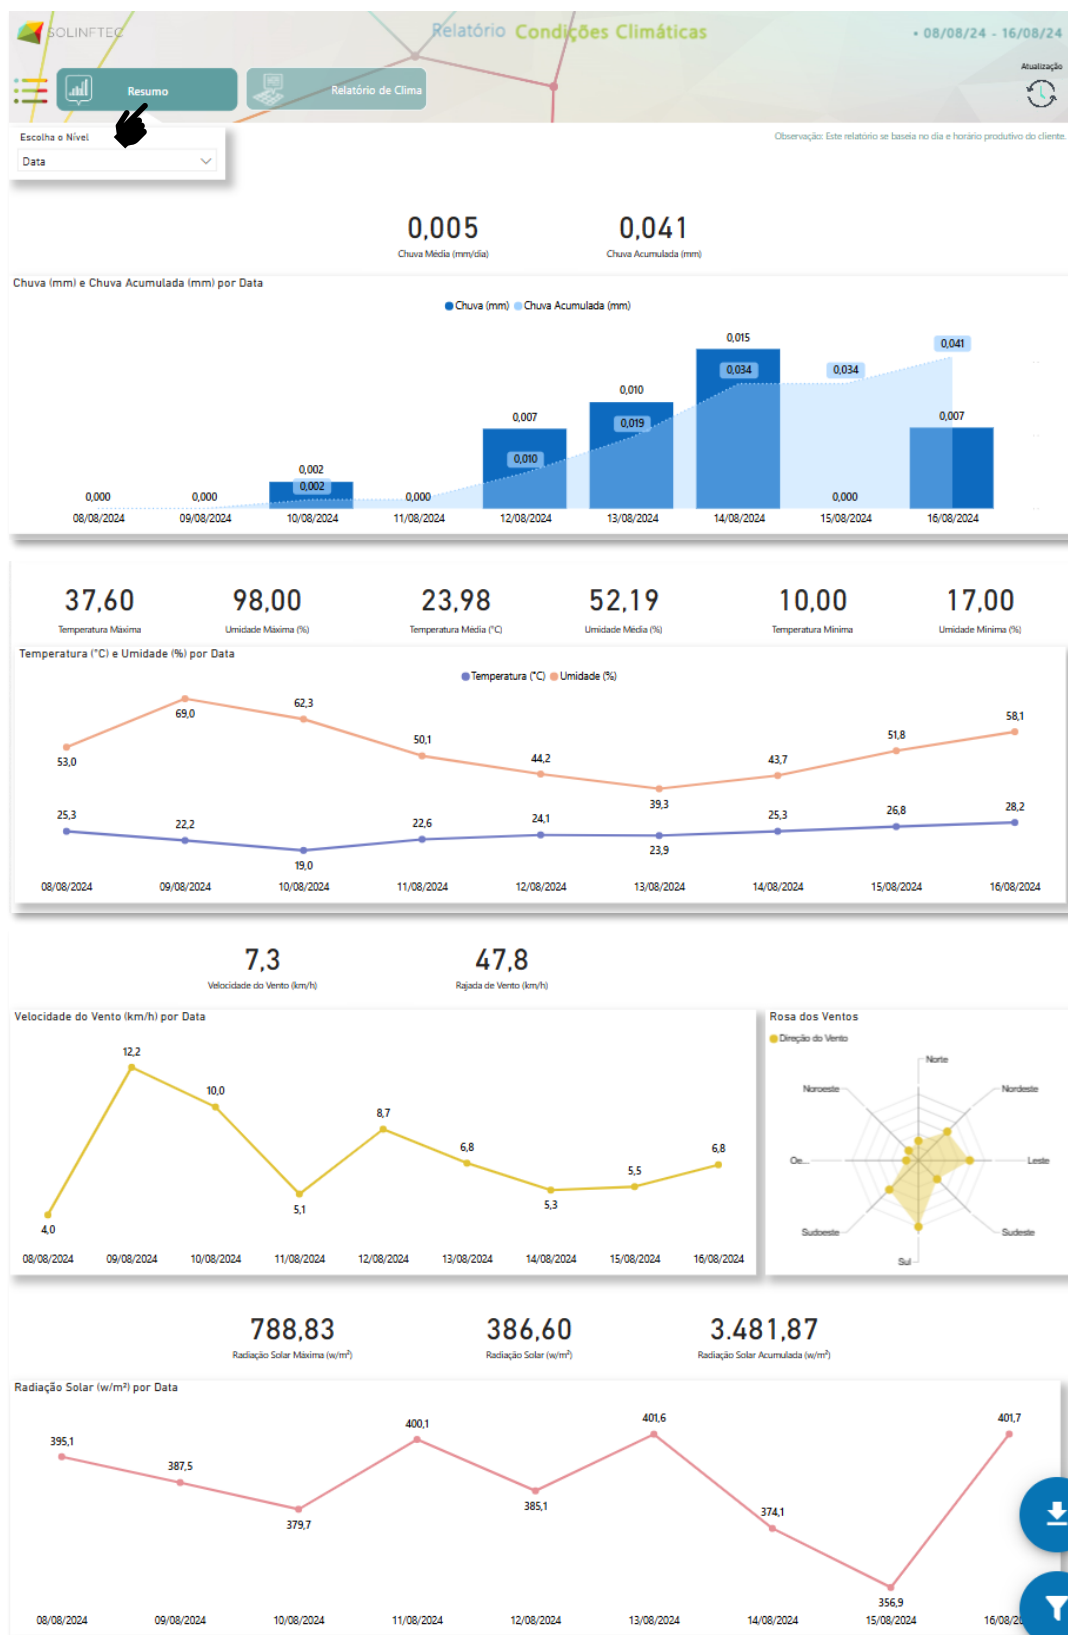 SOLINFTEC
Relatório Condições Climáticas
• 08/08/24 - 16/08/24
Atualização
Resumo
Relatório de Clima
Escolha o Nível
Data
Observação: Este relatório se baseia no dia e horário produtivo do cliente.
0,005
0,041
Chuva Média (mm/dia)
Chuva Acumulada (mm)
Chuva (mm) e Chuva Acumulada (mm) por Data
Chuva (mm) Chuva Acumulada (mm)
0,015
0,041
0,034
0,034
0,010
0,007
0,019
0,007
0,010
0,002
0,002
0,000
0,000
0,000
0,000
08/08/2024 09/08/2024 10/08/2024 11/08/2024 12/08/2024 13/08/2024 14/08/2024 15/08/2024 16/08/2024
37,60 98,00 23,98 52,19 10,00 17,00
Temperatura Máxima Umidade Máxima (%) Temperatura Média (°C) Umidade Média (%) Temperatura Mínima Umidade Mínima (%)
Temperatura (°C) e Umidade (%) por Data
Temperatura (°C) Umidade (%)
53,0 69,0 62,3 50,1 44,2 39,3 43,7 51,8 58,1
25,3 22,2 19,0 22,6 24,1 23,9 25,3 26,8 28,2
08/08/2024 09/08/2024 10/08/2024 11/08/2024 12/08/2024 13/08/2024 14/08/2024 15/08/2024 16/08/2024
7,3 47,8
Velocidade do Vento (km/h) Rajada de Vento (km/h)
Velocidade do Vento (km/h) por Data
4,0 12,2 10,0 5,1 8,7 6,8 5,3 5,5 6,8
08/08/2024 09/08/2024 10/08/2024 11/08/2024 12/08/2024 13/08/2024 14/08/2024 15/08/2024 16/08/2024
Rosa dos Ventos
Direção do Vento
Norte
Noroeste
Nordeste
Oe...
Leste
Sudoeste
Sudeste
Sul
788,83 386,60 3.481,87
Radiação Solar Máxima (w/m²) Radiação Solar (w/m²) Radiação Solar Acumulada (w/m²)
Radiação Solar (w/m²) por Data
395,1 387,5 379,7 400,1 385,1 401,6 374,1 356,9 401,7
08/08/2024 09/08/2024 10/08/2024 11/08/2024 12/08/2024 13/08/2024 14/08/2024 15/08/2024 16/08/2